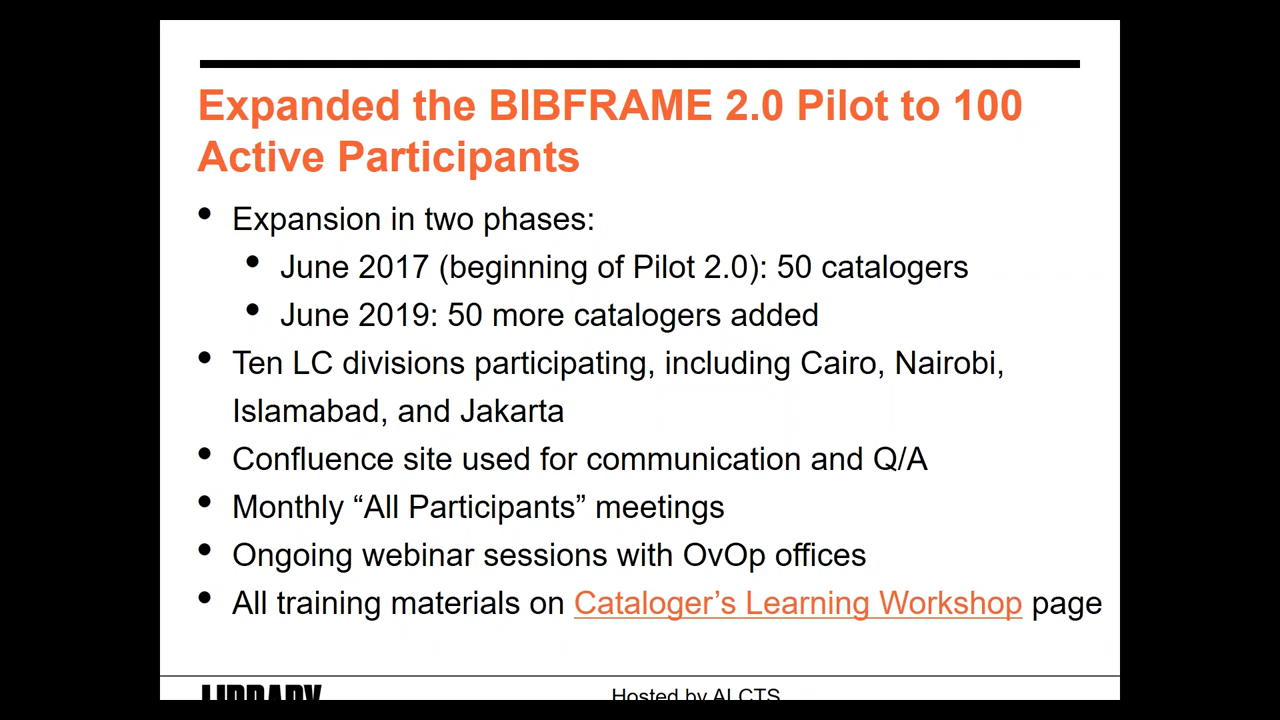 Expanded the BIBFRAME 2.0 Pilot to 100
Active Participants
• Expansion in two phases:
• June 2017 (beginning of Pilot 2.0): 50 catalogers
• June 2019: 50 more catalogers added
• Ten LC divisions participating, including Cairo, Nairobi,
Islamabad, and Jakarta
• Confluence site used for communication and Q/A
• Monthly “All Participants” meetings
• Ongoing webinar sessions with OvOp offices
• All training materials on Cataloger’s Learning Workshop page
LIBRARY
Hosted by ALCTS